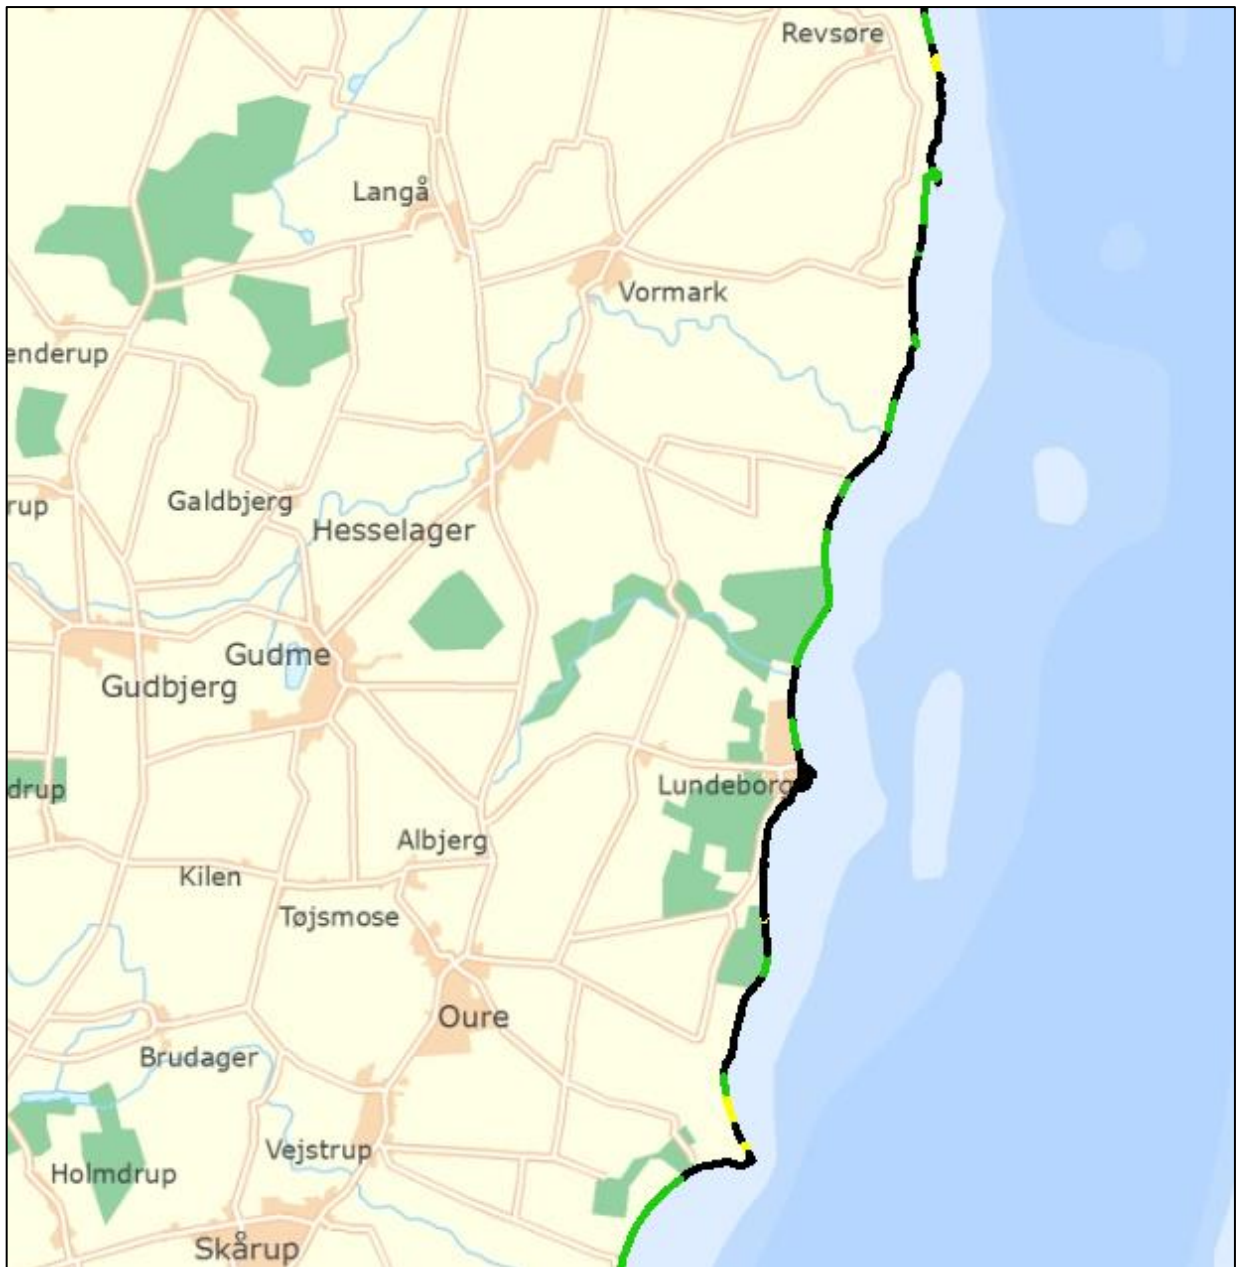 Revsøre
Langå
Vormark
enderup
Galdbjerg
rup
Hesselager
Gudme
Gudbjerg
Lundeborg
drup
Albjerg
Kilen
Tøjsmose
Oure
Brudager
Vejstrup
Holmdrup
Skårup